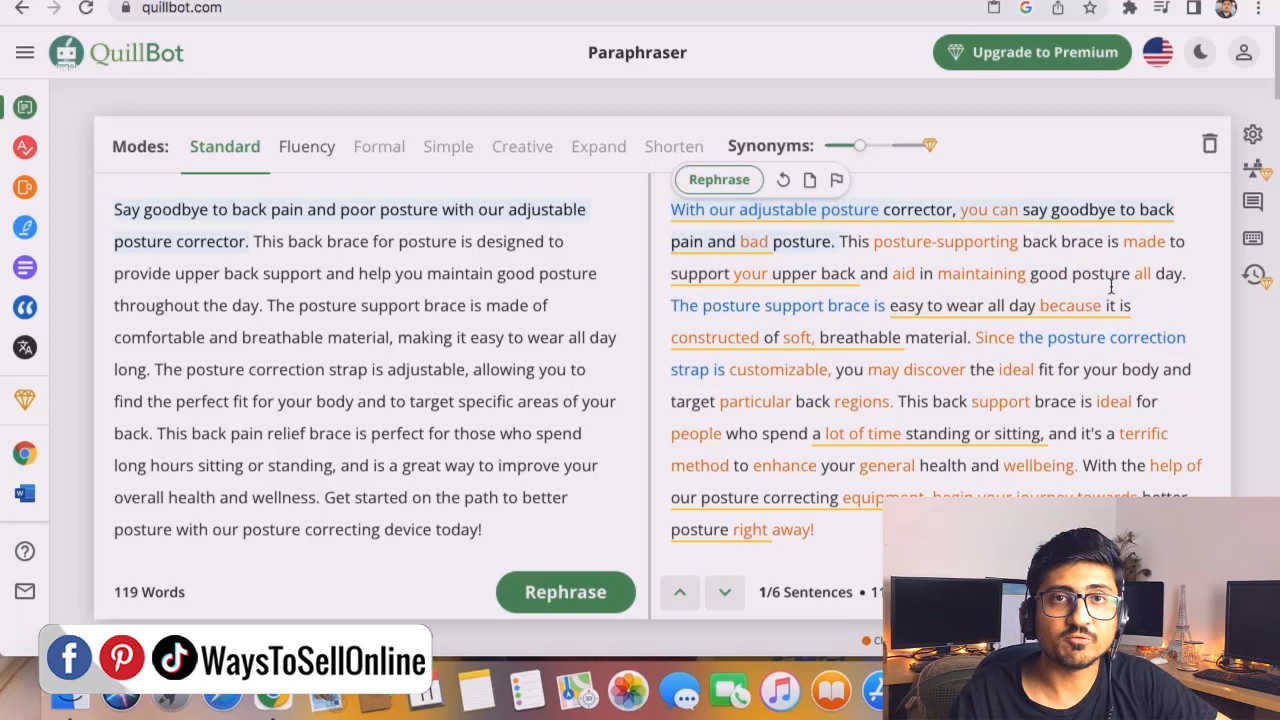 quillbot.com
QuillBot
Paraphraser
Upgrade to Premium
Modes:
Standard
Fluency
Formal
Simple
Creative
Expand
Shorten
Synonyms:
Rephrase
Say goodbye to back pain and poor posture with our adjustable
posture corrector. This back brace for posture is designed to
provide upper back support and help you maintain good posture
throughout the day. The posture support brace is made of
comfortable and breathable material, making it easy to wear all day
long. The posture correction strap is adjustable, allowing you to
find the perfect fit for your body and to target specific areas of your
back. This back pain relief brace is perfect for those who spend
long hours sitting or standing, and is a great way to improve your
overall health and wellness. Get started on the path to better
posture with our posture correcting device today!
With our adjustable posture corrector, you can say goodbye to back
pain and bad posture. This posture-supporting back brace is made to
support your upper back and aid in maintaining good posture all day.
The posture support brace is easy to wear all day because it is
constructed of soft, breathable material. Since the posture correction
strap is customizable, you may discover the ideal fit for your body and
target particular back regions. This back support brace is ideal for
people who spend a lot of time standing or sitting, and it's a terrific
method to enhance your general health and wellbeing. With the help of
our posture correcting equipment, begin your journey towards better
posture right away!
119 Words
Rephrase
1/6 Sentences •
WaysToSellOnline